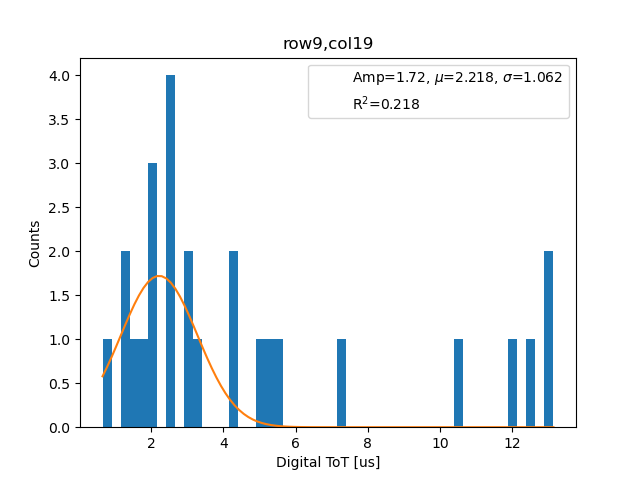 row9,col19
Amp=1.72, μ=2.218, σ=1.062
R²=0.218
Counts
4.0
3.5
3.0
2.5
2.0
1.5
1.0
0.5
0.0
2 4 6 8 10 12
Digital ToT [us]